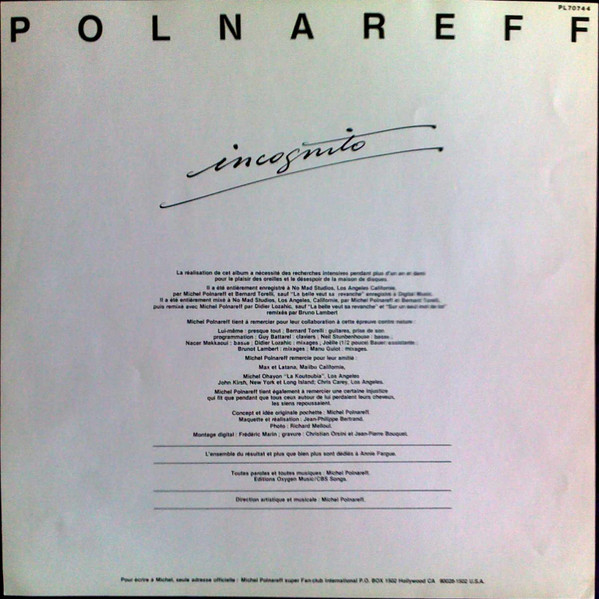 PL70744
POLNAREFF
incognito
La réalisation de cet album a nécessité des recherches intensives pendant plus d'un an et demi
pour le plaisir des oreilles et le désespoir de la maison de disques.
Il a été entièrement enregistré à No Mad Studios, Los Angeles Californie,
par Michel Polnareff et Bernard Torelli, sauf "La belle veut sa revanche" enregistré à Digital Music.
Il a été entièrement mixé à No Mad Studios, Los Angeles, Californie, par Michel Polnareff et Bernard Torelli,
puis remixé avec Michel Polnareff par Didier Lozahic, sauf "La belle veut sa revanche" et "Sur un seul mot de toi"
remixés par Bruno Lambert
Michel Polnareff tient à remercier pour leur collaboration à cette épreuve contre nature :
Lui-même : presque tout ; Bernard Torelli : guitares, prise de son
programmation : Guy Battarel : claviers ; Neil Stubenhouse : basse ;
Nacer Mekkaoui : basse ; Didier Lozahic : mixages ; Joëlle (1/2 pouce) Bauer: assistante ;
Brunot Lambert : mixages ; Manu Guiot : mixages.
Michel Polnareff remercie pour leur amitié :
Max et Latana, Malibu Californie,
Michel Ohayon "La Koutoubia", Los Angeles
John Kirsh, New York et Long Island; Chris Carey, Los Angeles.
Michel Polnareff tient également à remercier une certaine injustice
qui fit que pendant que tous ceux autour de lui perdaient leurs cheveux,
les siens repoussaient.
Concept et idée originale pochette : Michel Polnareff.
Maquette et réalisation : Jean-Philippe Bertrand.
Photo : Richard Melloul.
Montage digital : Frédéric Marin ; gravure : Christian Orsini et Jean-Pierre Bouquet.
L'ensemble du résultat et plus que bien plus sont dédiés à Annie Fargue.
Toutes paroles et toutes musiques : Michel Polnareff.
Editions Oxygen Music/CBS Songs.
Direction artistique et musicale : Michel Polnareff.
Pour écrire à Michel, seule adresse officielle : Michel Polnareff super Fan-club International P.O. BOX 1502 Hollywood CA 90028-1502 U.S.A.